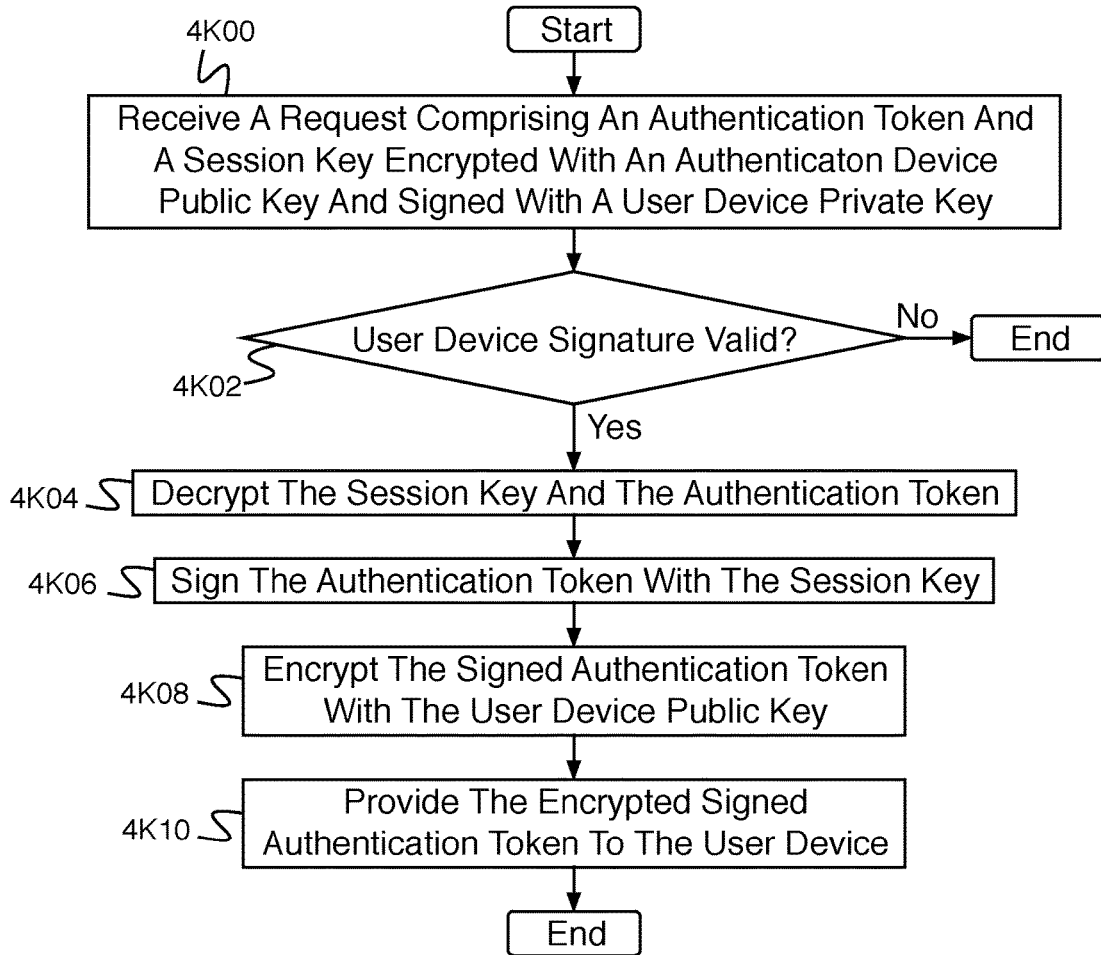 Start
4K00
Receive A Request Comprising An Authentication Token And
A Session Key Encrypted With An Authenticaton Device
Public Key And Signed With A User Device Private Key
User Device Signature Valid?
No
End
4K02
Yes
4K04
Decrypt The Session Key And The Authentication Token
4K06
Sign The Authentication Token With The Session Key
4K08
Encrypt The Signed Authentication Token
With The User Device Public Key
4K10
Provide The Encrypted Signed
Authentication Token To The User Device
End